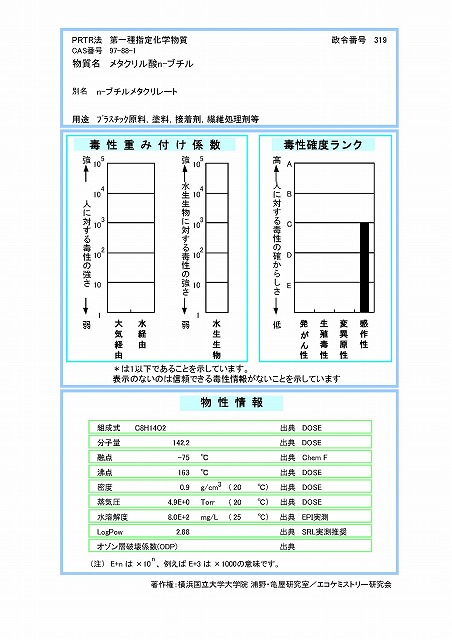 PRTR法 第一種指定化学物質 政令番号 319
CAS番号 97-88-1
物質名 メタクリル酸n-ブチル
別名 n-ブチルメタクリレート
用途 プラスチック原料, 塗料, 接着剤, 繊維処理剤等
毒性重み付け係数
強 10^5 10^4 10^3 10^2 10 1 弱
人に対する毒性の強さ
大気経由 水経由
強 10^5 10^4 10^3 10^2 10 1 弱
水生生物に対する毒性の強さ
水生生物
毒性確度ランク
高 A B C D E 低
人に対する毒性の確からしさ
発がん性 生殖毒性 変異原性 感作性
*は1以下であることを示しています。
表示のないのは信頼できる毒性情報がないことを示しています
物性情報
組成式 C8H14O2 出典 DOSE
分子量 142.2 出典 DOSE
融点 -75 ℃ 出典 Chem F
沸点 163 ℃ 出典 DOSE
密度 0.9 g/cm3 (20 ℃) 出典 DOSE
蒸気圧 4.9E+0 Torr (20 ℃) 出典 DOSE
水溶解度 8.0E+2 mg/L (25 ℃) 出典 EPI実測
LogPow 2.88 出典 SRL実測推奨
オゾン層破壊係数(ODP) 出典
(注) E+n は ×10^n、例えば E+3 は ×1000の意味です。
著作権:横浜国立大学大学院 浦野・亀屋研究室/エコケミストリー研究会